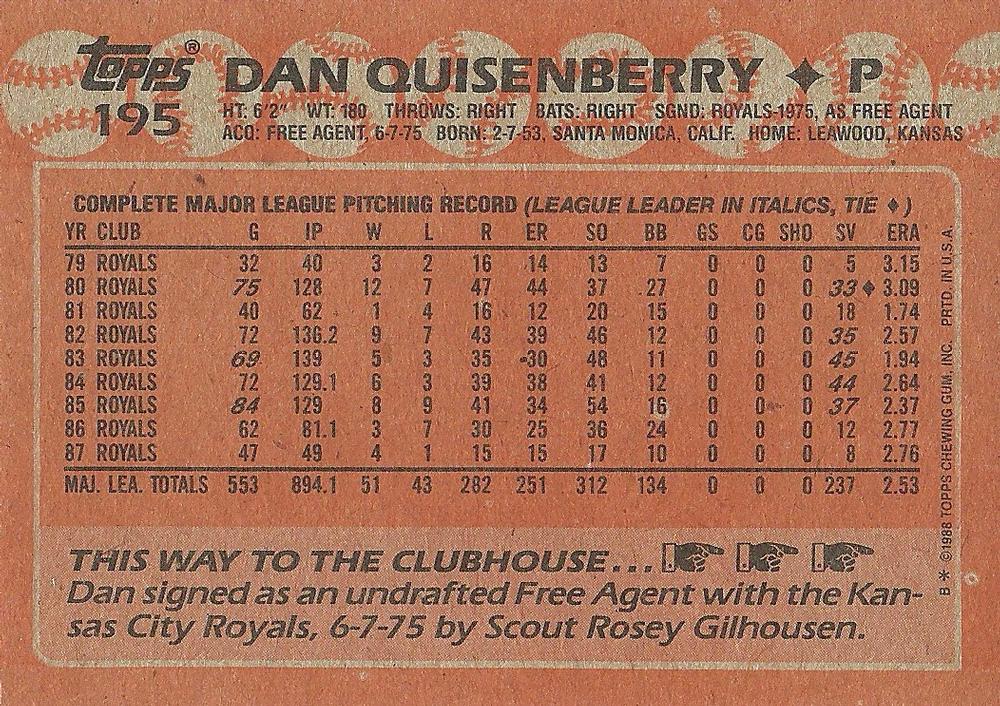 topps®
195
DAN QUISENBERRY ♦ P
HT: 6'2" WT: 180 THROWS: RIGHT BATS: RIGHT SGND: ROYALS-1975, AS FREE AGENT
ACQ: FREE AGENT, 6-7-75 BORN: 2-7-53, SANTA MONICA, CALIF. HOME: LEAWOOD, KANSAS
COMPLETE MAJOR LEAGUE PITCHING RECORD (LEAGUE LEADER IN ITALICS, TIE ♦)
YR CLUB G IP W L R ER SO BB GS CG SHO SV ERA
79 ROYALS 32 40 3 2 16 14 13 7 0 0 0 5 3.15
80 ROYALS 75 128 12 7 47 44 37 27 0 0 0 33♦ 3.09
81 ROYALS 40 62 1 4 16 12 20 15 0 0 0 18 1.74
82 ROYALS 72 136.2 9 7 43 39 46 12 0 0 0 35 2.57
83 ROYALS 69 139 5 3 35 30 48 11 0 0 0 45 1.94
84 ROYALS 72 129.1 6 3 39 38 41 12 0 0 0 44 2.64
85 ROYALS 84 129 8 9 41 34 54 16 0 0 0 37 2.37
86 ROYALS 62 81.1 3 7 30 25 36 24 0 0 0 12 2.77
87 ROYALS 47 49 4 1 15 15 17 10 0 0 0 8 2.76
MAJ. LEA. TOTALS 553 894.1 51 43 282 251 312 134 0 0 0 237 2.53
THIS WAY TO THE CLUBHOUSE...
Dan signed as an undrafted Free Agent with the Kan-
sas City Royals, 6-7-75 by Scout Rosey Gilhousen.
B* ©1988 TOPPS CHEWING GUM, INC. PRTD. IN U.S.A.